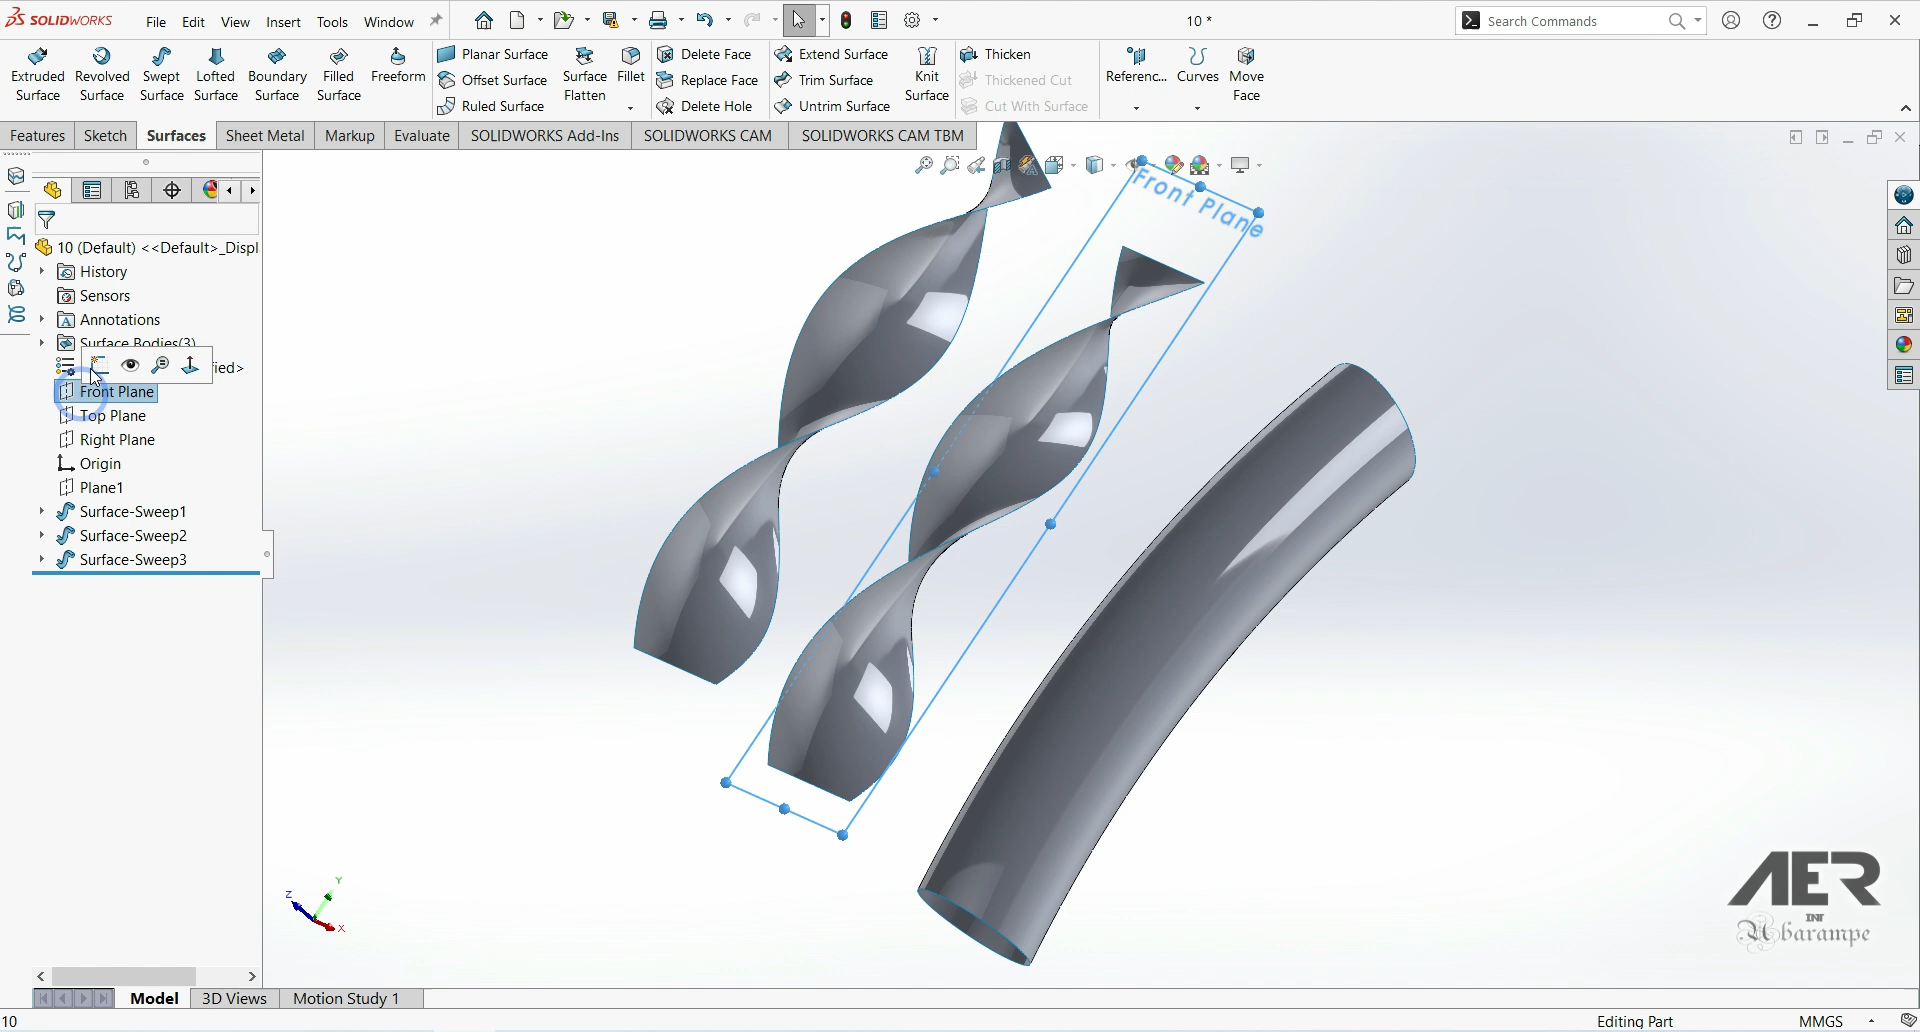 SOLIDWORKS
File Edit View Insert Tools Window
10 *
Search Commands
Extruded Surface
Revolved Surface
Swept Surface
Lofted Surface
Boundary Surface
Filled Surface
Freeform
Planar Surface
Offset Surface
Ruled Surface
Surface Flatten
Fillet
Delete Face
Replace Face
Delete Hole
Extend Surface
Trim Surface
Untrim Surface
Knit Surface
Thicken
Thickened Cut
Cut With Surface
Referenc...
Curves
Move Face
Features Sketch Surfaces Sheet Metal Markup Evaluate SOLIDWORKS Add-Ins SOLIDWORKS CAM SOLIDWORKS CAM TBM
10 (Default) <<Default>_Displ
History
Sensors
Annotations
Surface Bodies(3)
ied>
Front Plane
Top Plane
Right Plane
Origin
Plane1
Surface-Sweep1
Surface-Sweep2
Surface-Sweep3
Front Plane
Z
Y
X
AER
INT
Abarampe
Model 3D Views Motion Study 1
10
Editing Part
MMGS